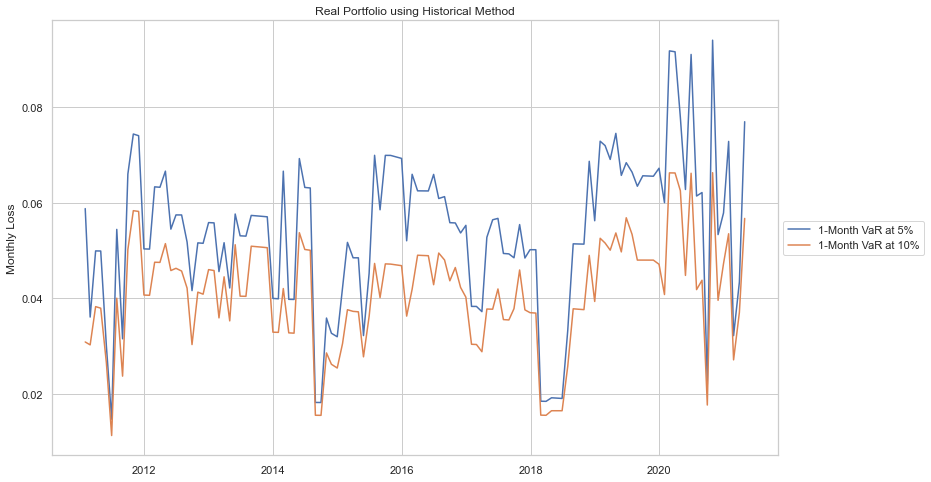 Real Portfolio using Historical Method
Monthly Loss
0.08
0.06
0.04
0.02
2012
2014
2016
2018
2020
1-Month VaR at 5%
1-Month VaR at 10%